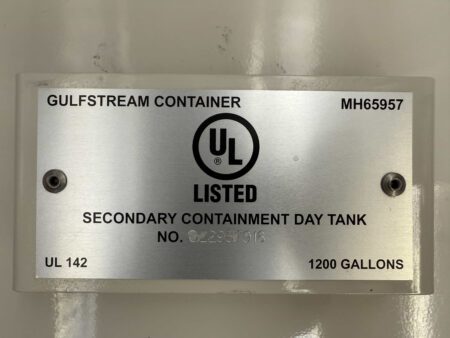 GULFSTREAM CONTAINER MH65957
UL
LISTED
SECONDARY CONTAINMENT DAY TANK
NO.
UL 142 1200 GALLONS